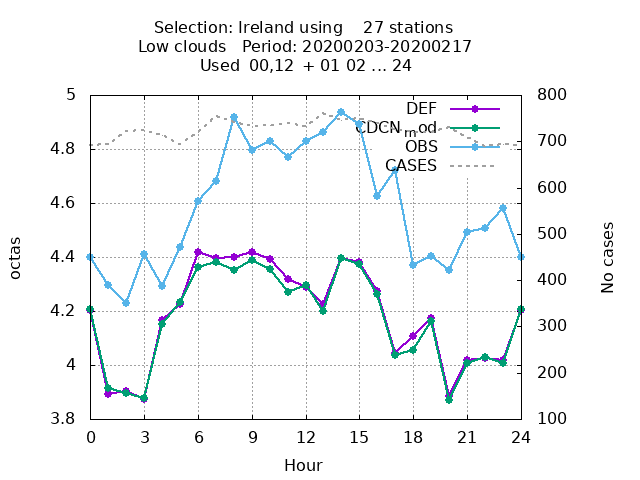 Selection: Ireland using    27 stations
Low clouds   Period: 20200203-20200217
Used  00,12  + 01 02 ... 24
5
4.8
4.6
4.4
4.2
4
3.8
800
700
600
500
400
300
200
100
DEF
CDCN_mod
OBS
CASES
octas
No cases
0 3 6 9 12 15 18 21 24
Hour